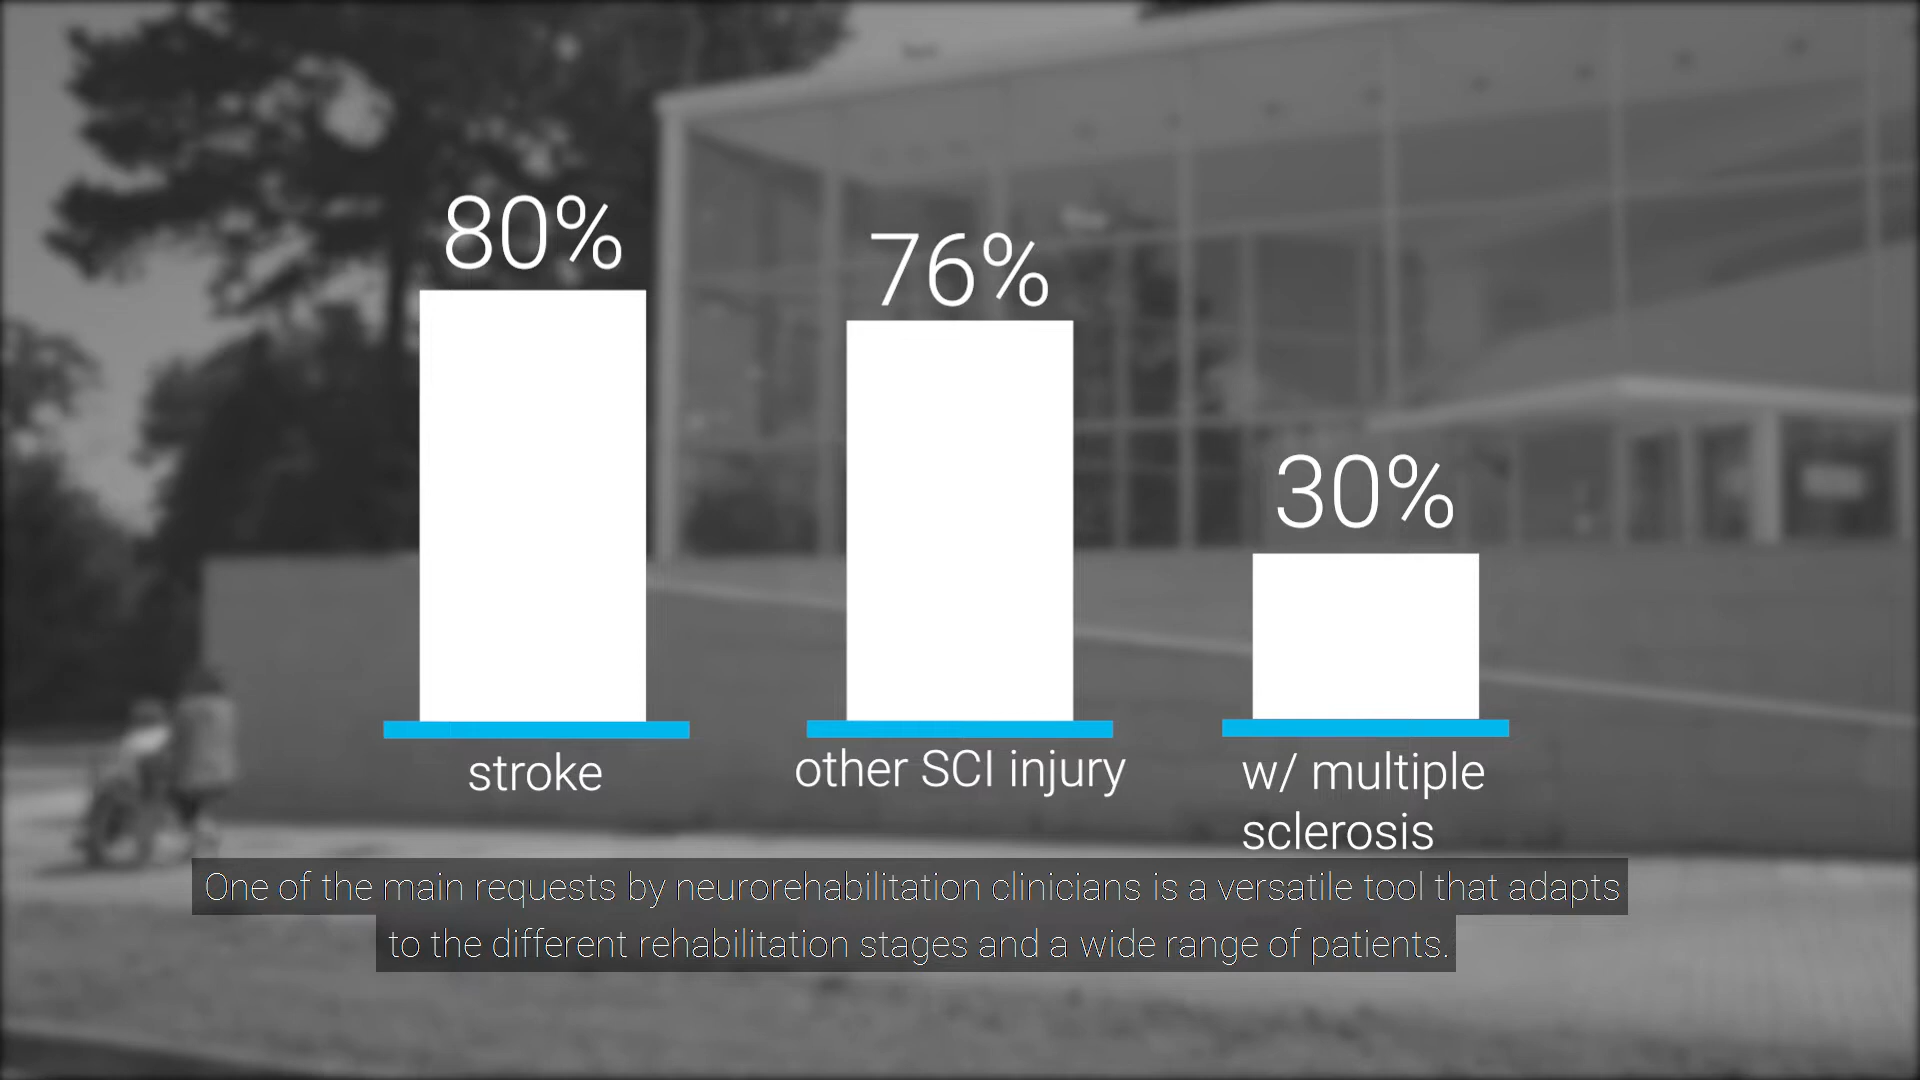 80%
76%
30%
stroke
other SCI injury
w/ multiple
sclerosis
One of the main requests by neurorehabilitation clinicians is a versatile tool that adapts
to the different rehabilitation stages and a wide range of patients.